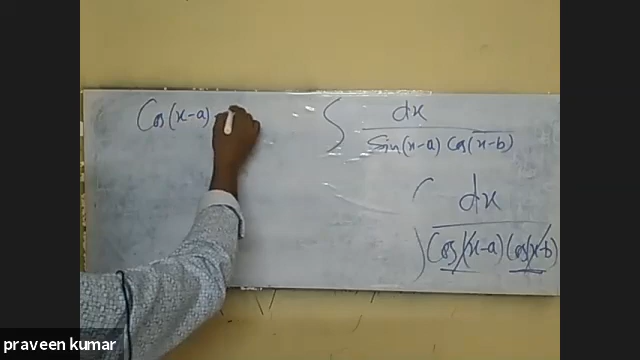 Cos(x-a)
∫ dx
Sin(x-a) Cos(x-b)
∫ dx
Cos(x-a) Cos(x-b)
praveen kumar